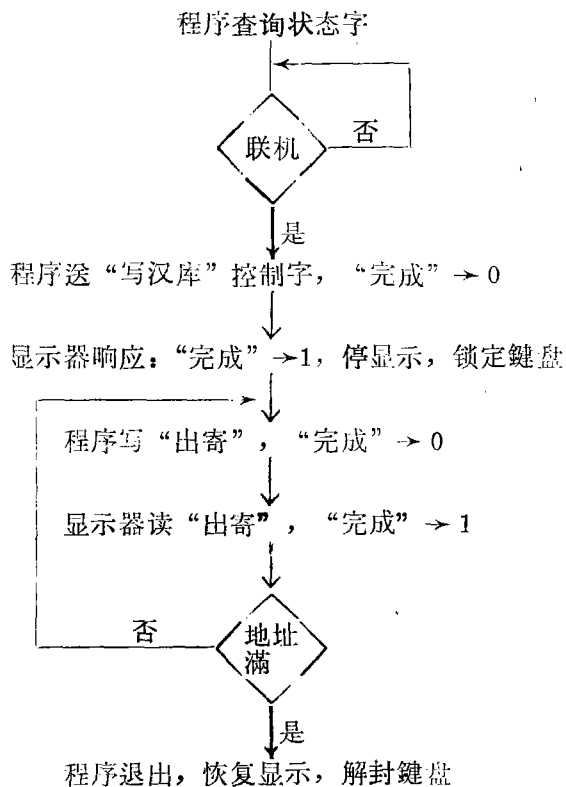 程序查询状态字
联机
否
是
程序送“写汉库”控制字，“完成”→0
显示器响应：“完成”→1，停显示，锁定鍵盘
程序写“出寄”，“完成”→0
显示器读“出寄”，“完成”→1
否
地址
满
是
程序退出，恢复显示，解封鍵盘